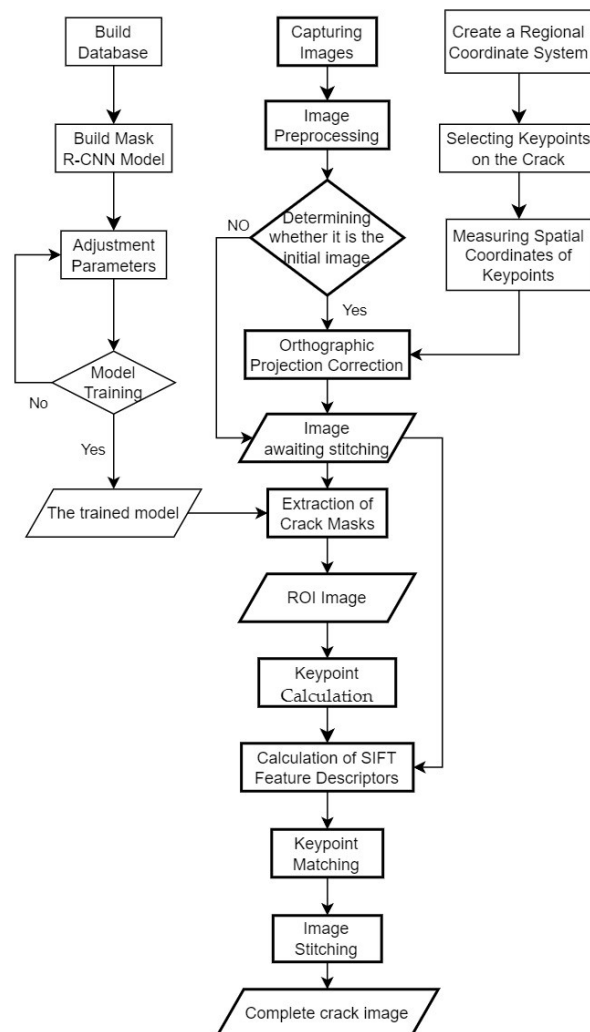 Build
Database
Build Mask
R-CNN Model
Adjustment
Parameters
Model
Training
No
Yes
The trained model
Capturing
Images
Image
Preprocessing
Determining
whether it is the
initial image
NO
Yes
Orthographic
Projection Correction
Image
awaiting stitching
Extraction of
Crack Masks
ROI Image
Keypoint
Calculation
Calculation of SIFT
Feature Descriptors
Keypoint
Matching
Image
Stitching
Complete crack image
Create a Regional
Coordinate System
Selecting Keypoints
on the Crack
Measuring Spatial
Coordinates of
Keypoints